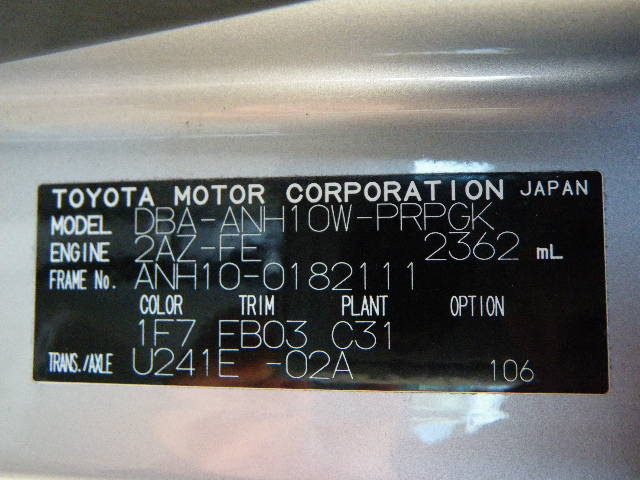 TOYOTA MOTOR CORPORATION JAPAN
MODEL DBA-ANH10W-PRPGK
ENGINE 2AZ-FE 2362 mL
FRAME No. ANH10-0182111
COLOR TRIM PLANT OPTION
1F7 FB03 C31
TRANS./AXLE U241E -02A 106